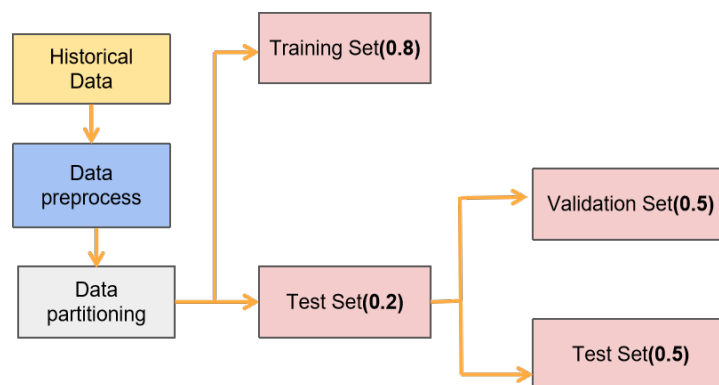 Historical
Data
Training Set(0.8)
Data
preprocess
Validation Set(0.5)
Data
partitioning
Test Set(0.2)
Test Set(0.5)